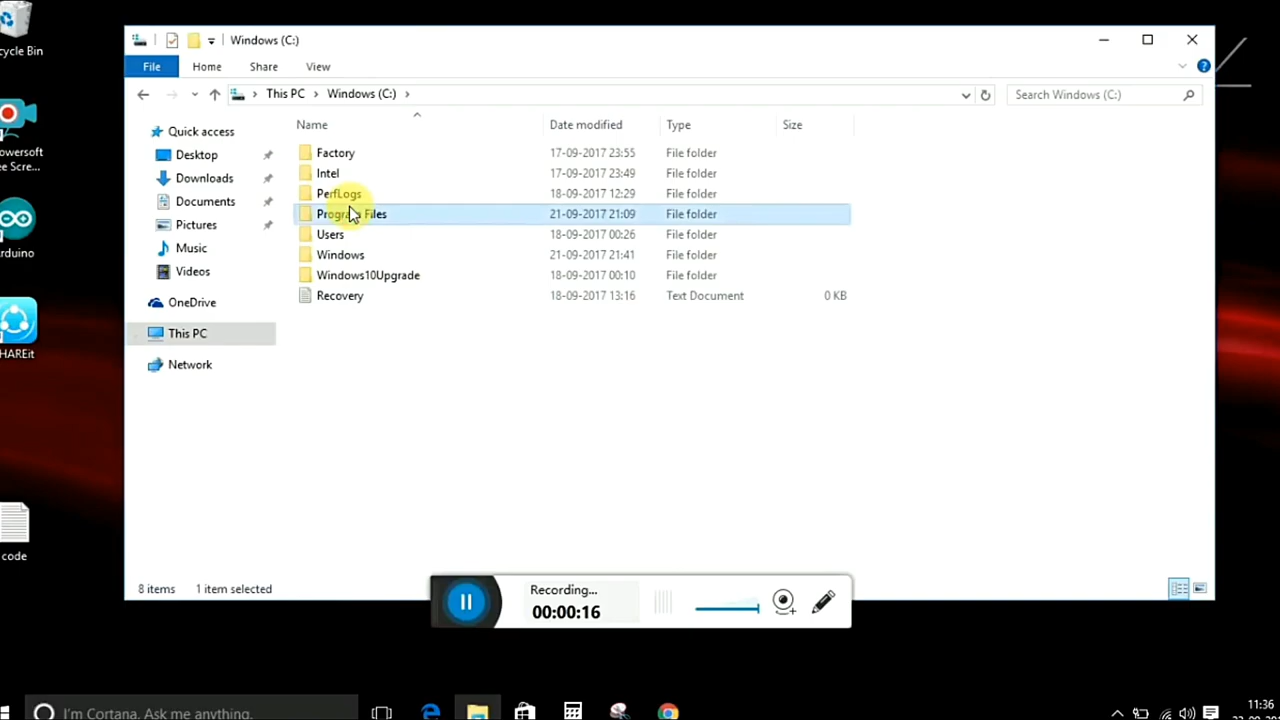 Windows (C:)
File Home Share View
This PC Windows (C:) Search Windows (C:)
Name Date modified Type Size
Quick access
Desktop
Downloads
Documents
Pictures
Music
Videos
OneDrive
This PC
Network
Factory 17-09-2017 23:55 File folder
Intel 17-09-2017 23:49 File folder
PerfLogs 18-09-2017 12:29 File folder
Program Files 21-09-2017 21:09 File folder
Users 18-09-2017 00:26 File folder
Windows 21-09-2017 21:41 File folder
Windows10Upgrade 18-09-2017 00:10 File folder
Recovery 18-09-2017 13:16 Text Document 0 KB
8 items 1 item selected
Recording...
00:00:16
cycle Bin
owersoft
ee Scre...
rduino
HAREit
code
I'm Cortana. Ask me anything.
11:36